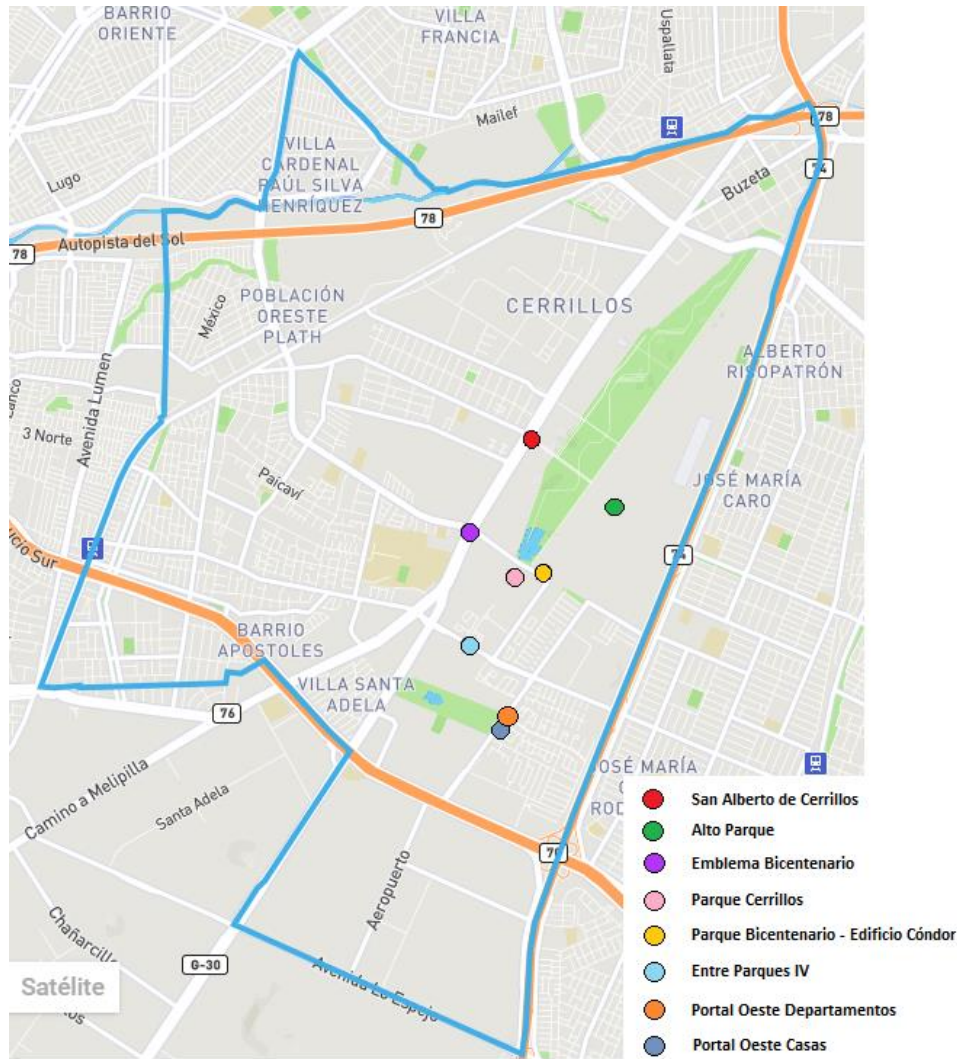 BARRIO
ORIENTE
VILLA
FRANCIA
Uspallata
Mailef
78
VILLA
CARDENAL
RAÚL SILVA
HENRÍQUEZ
74
Buzeta
Lugo
78
Autopista del Sol
78
CERRILLOS
POBLACIÓN
ORESTE
PLATH
México
ALBERTO
RISOPATRÓN
Avenida Lumen
3 Norte
Paicaví
JOSÉ MARÍA
CARO
74
BARRIO
APOSTOLES
VILLA SANTA
ADELA
76
Camino a Melipilla
Santa Adela
JOSÉ MARÍA
70
Aeropuerto
Chañarcillo
G-30
Avenida Lo Espejo
Satélite
San Alberto de Cerrillos
Alto Parque
Emblema Bicentenario
Parque Cerrillos
Parque Bicentenario - Edificio Cóndor
Entre Parques IV
Portal Oeste Departamentos
Portal Oeste Casas